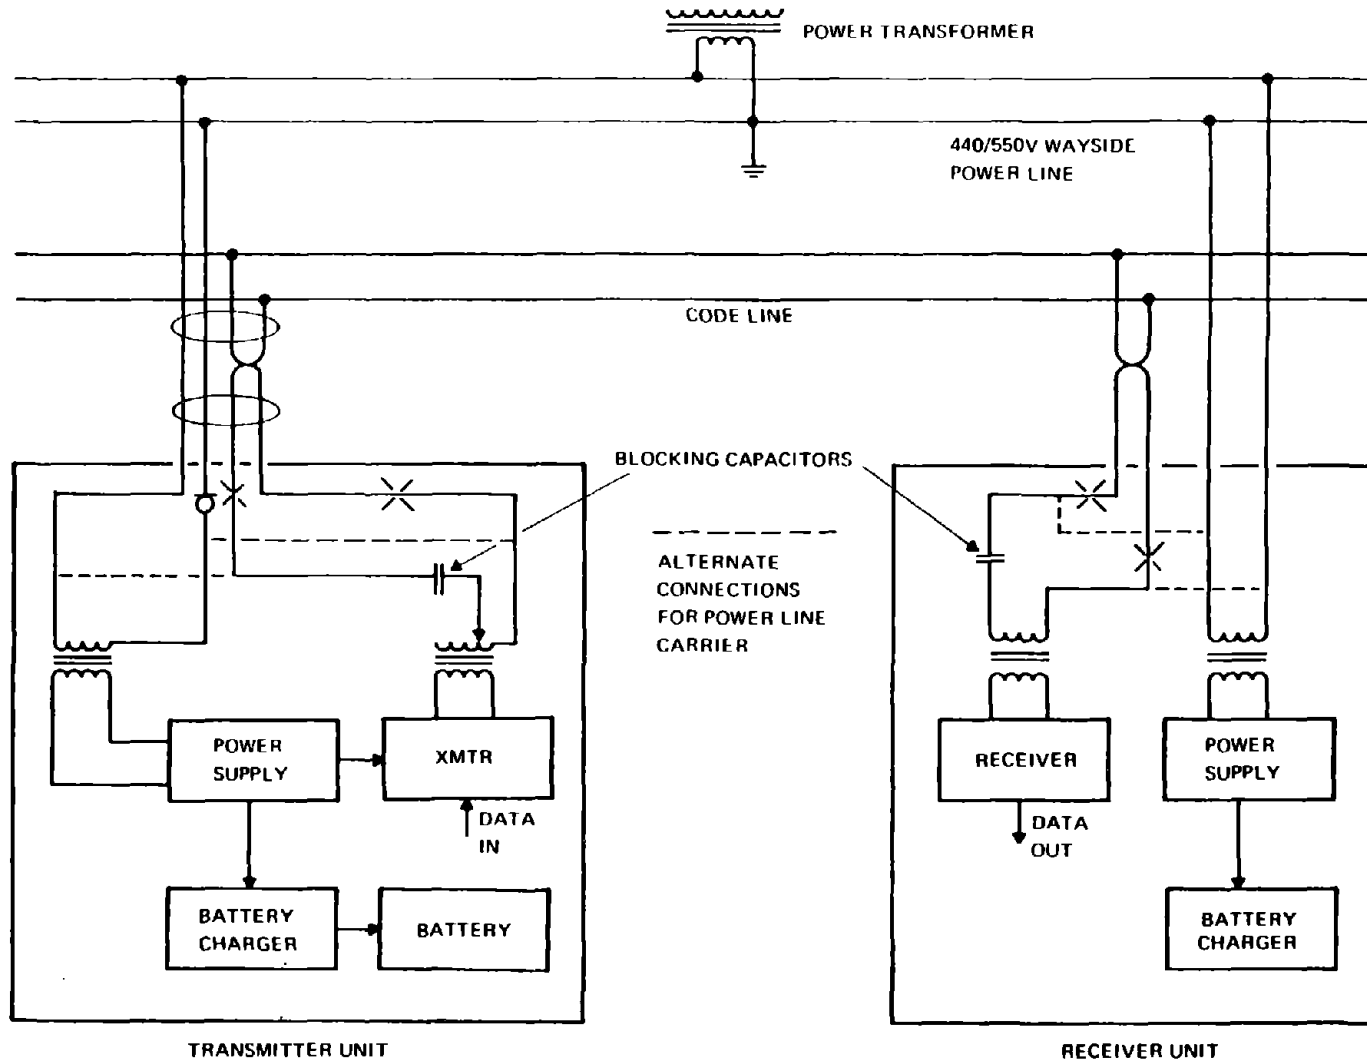 POWER TRANSFORMER
440/550V WAYSIDE
POWER LINE
CODE LINE
BLOCKING CAPACITORS
ALTERNATE
CONNECTIONS
FOR POWER LINE
CARRIER
POWER
SUPPLY
XMTR
DATA
IN
BATTERY
CHARGER
BATTERY
TRANSMITTER UNIT
RECEIVER
DATA
OUT
POWER
SUPPLY
BATTERY
CHARGER
RECEIVER UNIT